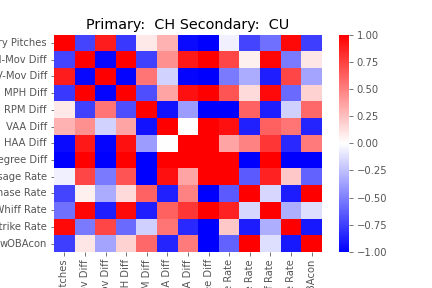 Primary:  CH Secondary:  CU
ry Pitches
-Mov Diff
-Mov Diff
MPH Diff
RPM Diff
VAA Diff
HAA Diff
egree Diff
sage Rate
hase Rate
Whiff Rate
trike Rate
wOBAcon
1.00
0.75
0.50
0.25
0.00
−0.25
−0.50
−0.75
−1.00
tches
v Diff
ov Diff
H Diff
M Diff
A Diff
A Diff
e Diff
e Rate
e Rate
f Rate
e Rate
BAcon